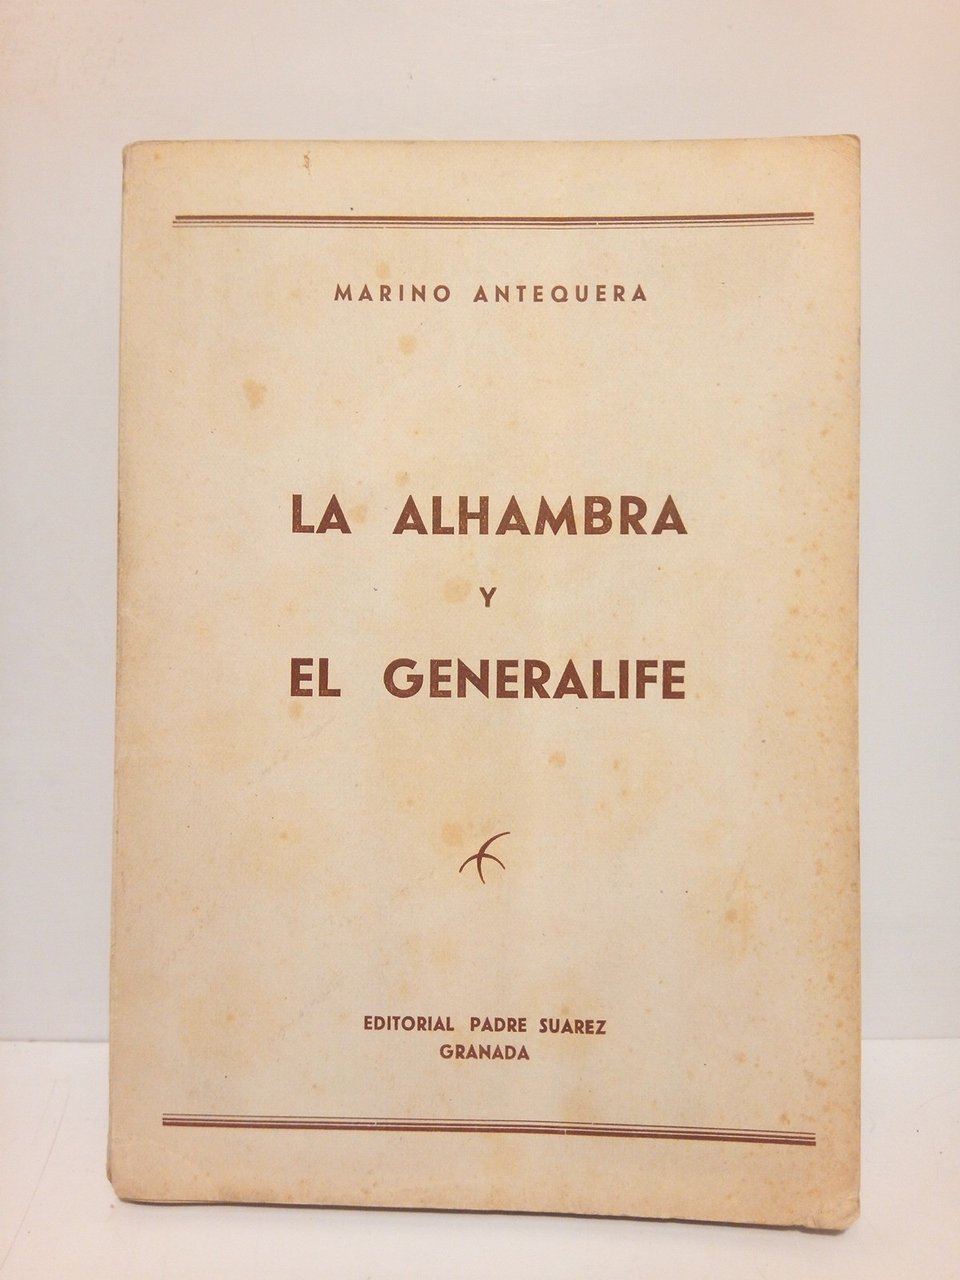 MARINO ANTEQUERA
LA ALHAMBRA
Y
EL GENERALIFE
EDITORIAL PADRE SUAREZ
GRANADA